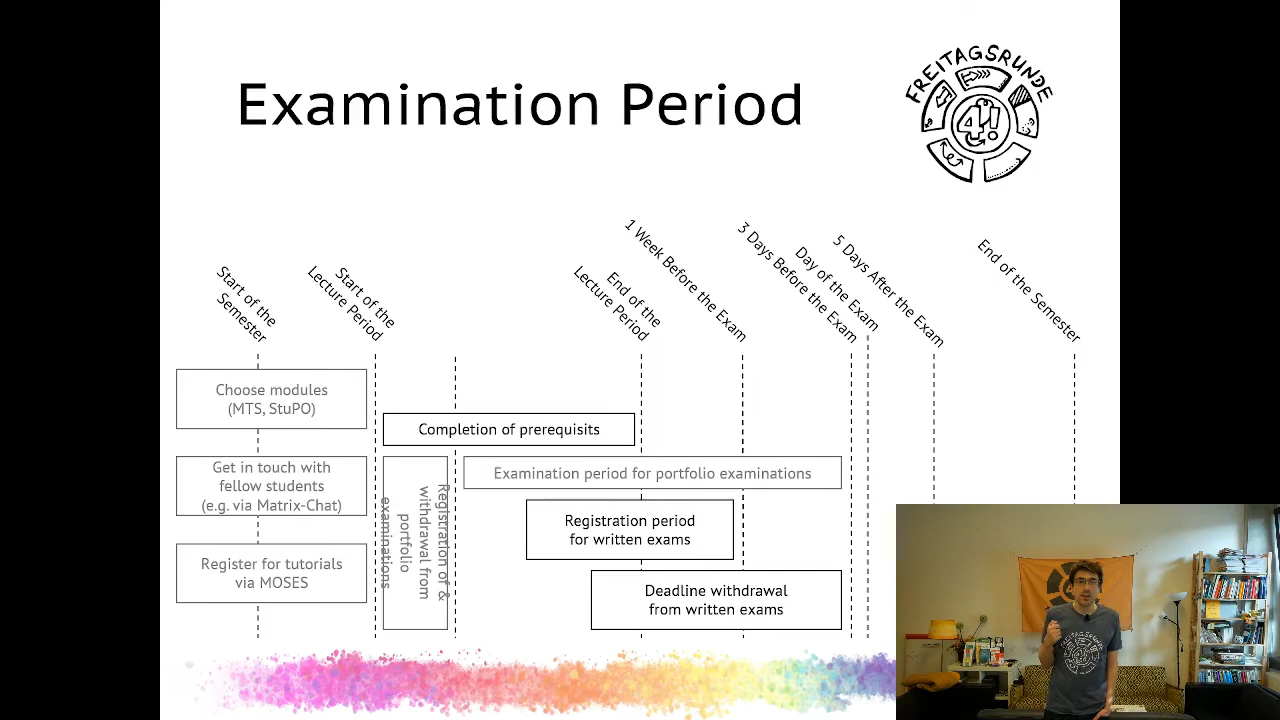 Examination Period
FREITAGSRUNDE
4!
Start of the
Semester
Start of the
Lecture Period
End of the
Lecture Period
1 Week Before the Exam
3 Days Before the Exam
Day of the Exam
5 Days After the Exam
End of the Semester
Choose modules
(MTS, StuPO)
Completion of prerequisits
Get in touch with
fellow students
(e.g. via Matrix-Chat)
Registration of &
withdrawal from
portfolio
examinations
Examination period for portfolio examinations
Registration period
for written exams
Register for tutorials
via MOSES
Deadline withdrawal
from written exams
FREITAGSRUNDE